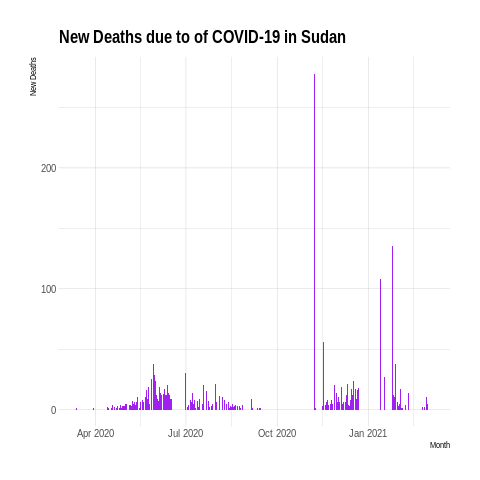 New Deaths due to of COVID-19 in Sudan
New Deaths
200
100
0
Apr 2020 Jul 2020 Oct 2020 Jan 2021
Month